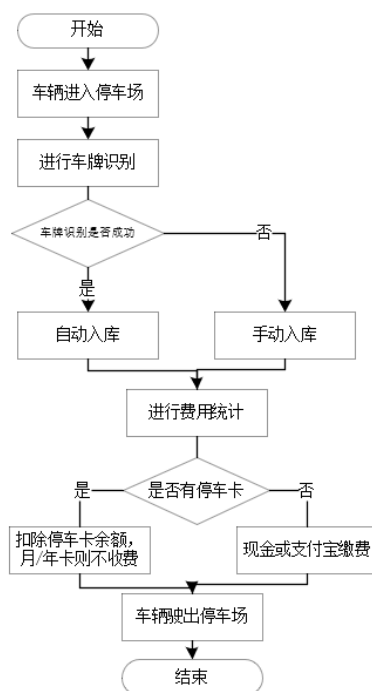 开始
车辆进入停车场
进行车牌识别
车牌识别是否成功
否
是
自动入库
手动入库
进行费用统计
是
是否有停车卡
否
扣除停车卡余额，
月/年卡则不收费
现金或支付宝缴费
车辆驶出停车场
结束